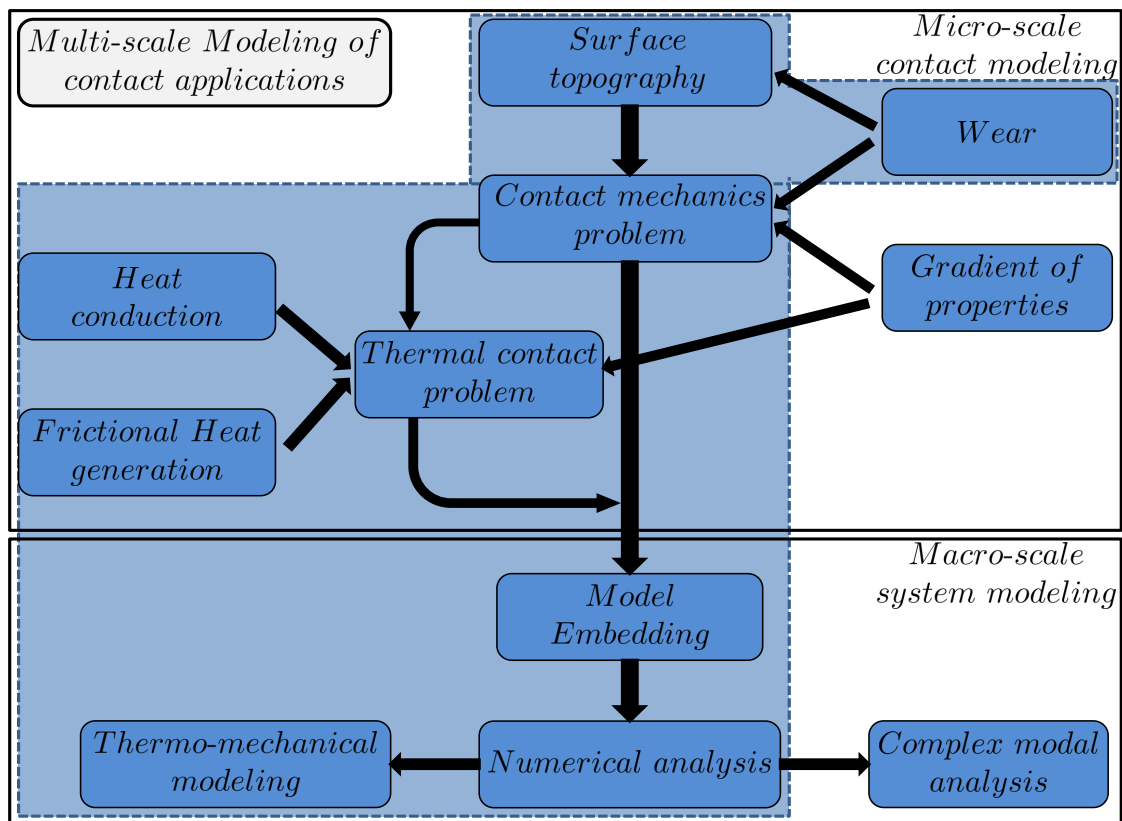 Multi-scale Modeling of
contact applications
Surface
topography
Micro-scale
contact modeling
Wear
Contact mechanics
problem
Heat
conduction
Gradient of
properties
Thermal contact
problem
Frictional Heat
generation
Macro-scale
system modeling
Model
Embedding
Thermo-mechanical
modeling
Numerical analysis
Complex modal
analysis